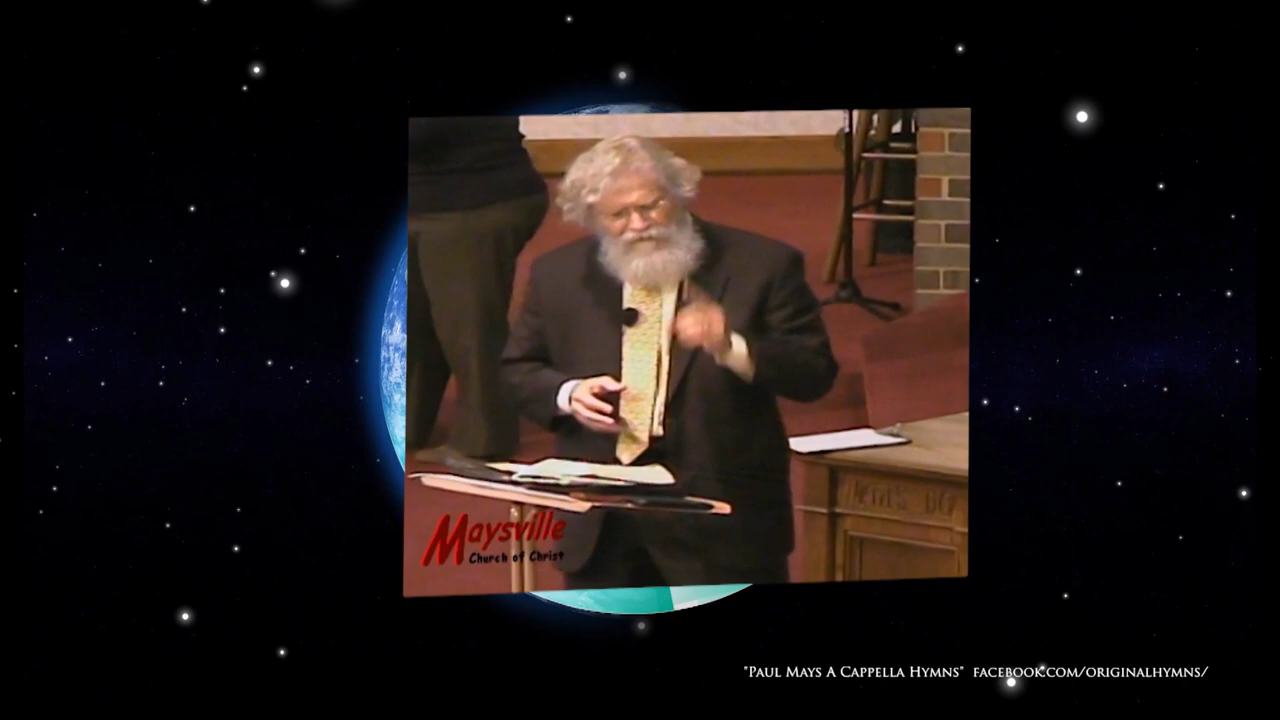 Maysville
Church of Christ
"Paul Mays A Cappella Hymns" facebook.com/originalhymns/